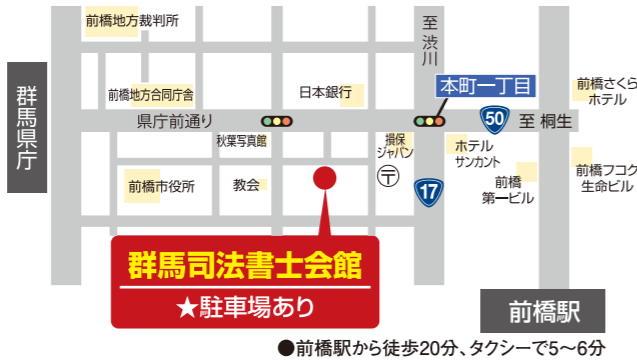 前橋地方裁判所
至
渋
川
群
馬
県
庁
前橋地方合同庁舎
日本銀行
本町一丁目
前橋さくら
ホテル
県庁前通り
50
至 桐生
秋葉写真館
損保
ジャパン
ホテル
サンカント
前橋市役所
教会
〒
17
前橋
第一ビル
前橋フコク
生命ビル
群馬司法書士会館
★駐車場あり
前橋駅
●前橋駅から徒歩20分、タクシーで5〜6分